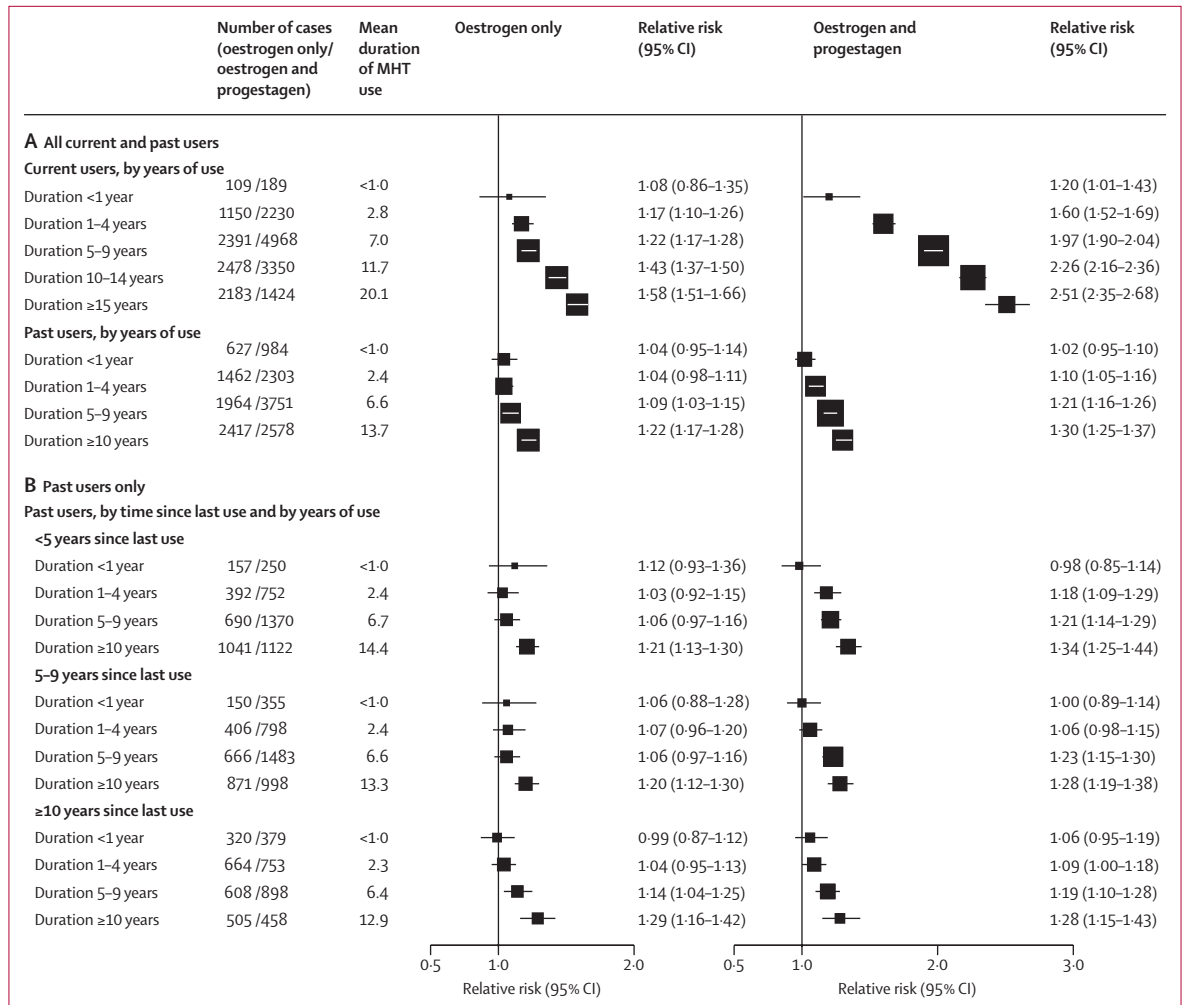 Number of cases (oestrogen only/ oestrogen and progestagen) Mean duration of MHT use Oestrogen only Relative risk (95% CI) Oestrogen and progestagen Relative risk (95% CI)
A All current and past users
Current users, by years of use
Duration <1 year 109/189 <1·0 1·08 (0·86–1·35) 1·20 (1·01–1·43)
Duration 1–4 years 1150/2230 2.8 1·17 (1·10–1·26) 1·60 (1·52–1·69)
Duration 5–9 years 2391/4968 7.0 1·22 (1·17–1·28) 1·97 (1·90–2·04)
Duration 10–14 years 2478/3350 11.7 1·43 (1·37–1·50) 2·26 (2·16–2·36)
Duration ≥15 years 2183/1424 20.1 1·58 (1·51–1·66) 2·51 (2·35–2·68)
Past users, by years of use
Duration <1 year 627/984 <1·0 1·04 (0·95–1·14) 1·02 (0·95–1·10)
Duration 1–4 years 1462/2303 2.4 1·04 (0·98–1·11) 1·10 (1·05–1·16)
Duration 5–9 years 1964/3751 6.6 1·09 (1·03–1·15) 1·21 (1·16–1·26)
Duration ≥10 years 2417/2578 13.7 1·22 (1·17–1·28) 1·30 (1·25–1·37)
B Past users only
Past users, by time since last use and by years of use
<5 years since last use
Duration <1 year 157/250 <1·0 1·12 (0·93–1·36) 0·98 (0·85–1·14)
Duration 1–4 years 392/752 2.4 1·03 (0·92–1·15) 1·18 (1·09–1·29)
Duration 5–9 years 690/1370 6.7 1·06 (0·97–1·16) 1·21 (1·14–1·29)
Duration ≥10 years 1041/1122 14.4 1·21 (1·13–1·30) 1·34 (1·25–1·44)
5–9 years since last use
Duration <1 year 150/355 <1·0 1·06 (0·88–1·28) 1·00 (0·89–1·14)
Duration 1–4 years 406/798 2.4 1·07 (0·96–1·20) 1·06 (0·98–1·15)
Duration 5–9 years 666/1483 6.6 1·06 (0·97–1·16) 1·23 (1·15–1·30)
Duration ≥10 years 871/998 13.3 1·20 (1·12–1·30) 1·28 (1·19–1·38)
≥10 years since last use
Duration <1 year 320/379 <1·0 0·99 (0·87–1·12) 1·06 (0·95–1·19)
Duration 1–4 years 664/753 2.3 1·04 (0·95–1·13) 1·09 (1·00–1·18)
Duration 5–9 years 608/898 6.4 1·14 (1·04–1·25) 1·19 (1·10–1·28)
Duration ≥10 years 505/458 12.9 1·29 (1·16–1·42) 1·28 (1·15–1·43)
0·5 1·0 2·0 0·5 1·0 2·0 3·0
Relative risk (95% CI) Relative risk (95% CI)